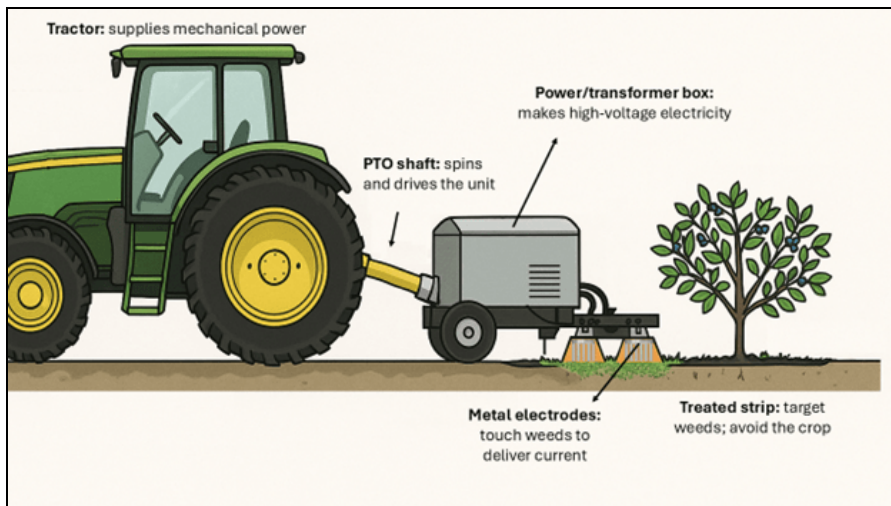 Tractor: supplies mechanical power
Power/transformer box:
makes high-voltage electricity
PTO shaft: spins
and drives the unit
Metal electrodes:
touch weeds to
deliver current
Treated strip: target
weeds; avoid the crop